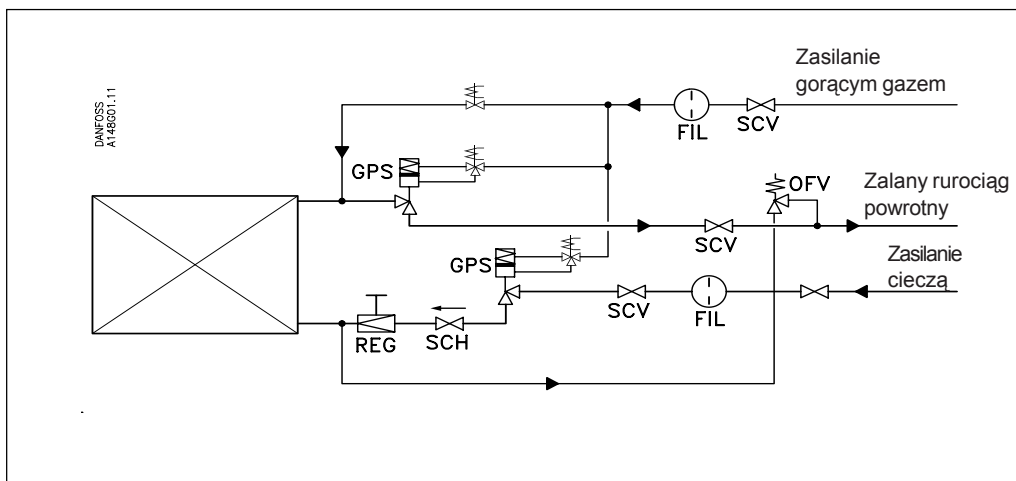 Zasilanie
gorącym gazem
DANFOSS
A148G01.11
FIL
SCV
GPS
OFV
Zalany rurociąg
powrotny
SCV
GPS
Zasilanie
cieczą
SCV
FIL
REG
SCH